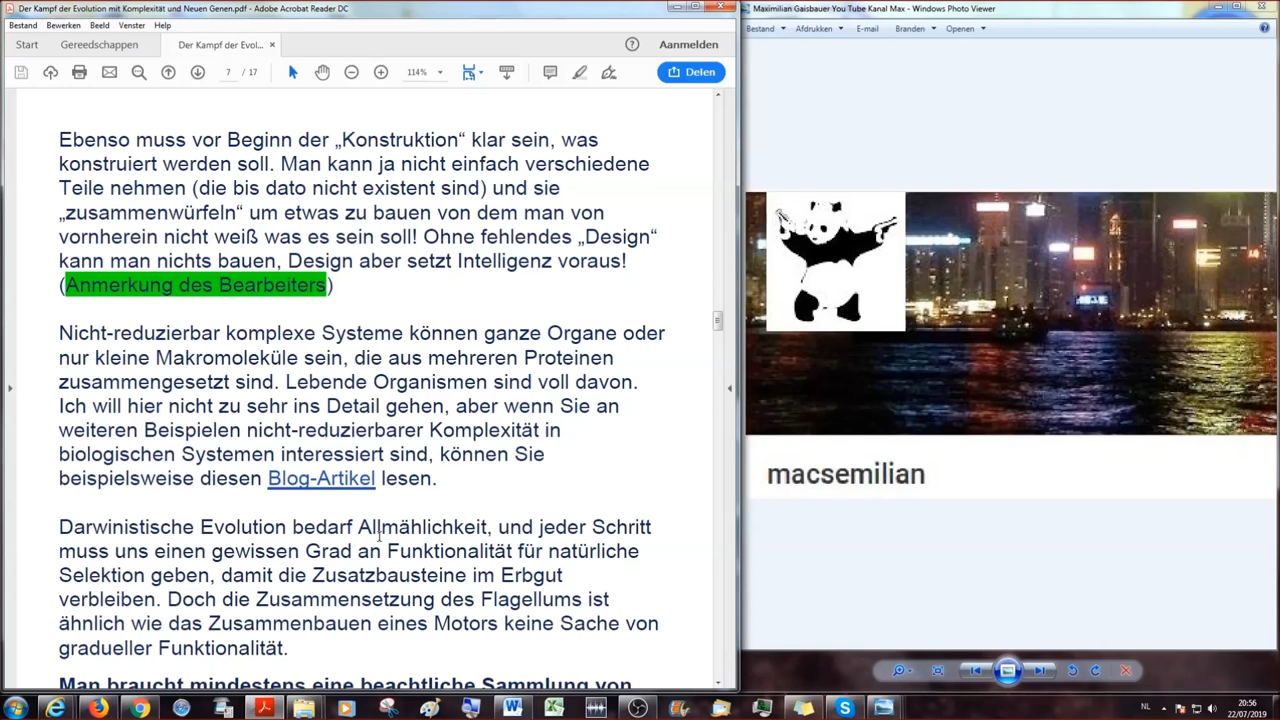 Der Kampf der Evolution mit Komplexität und Neuen Genen.pdf - Adobe Acrobat Reader DC
Bestand Bewerken Beeld Venster Help
Start Gereedschappen Der Kampf der Evol... × Aanmelden
7 / 17 114% Delen
Ebenso muss vor Beginn der „Konstruktion“ klar sein, was
konstruiert werden soll. Man kann ja nicht einfach verschiedene
Teile nehmen (die bis dato nicht existent sind) und sie
„zusammenwürfeln“ um etwas zu bauen von dem man von
vornherein nicht weiß was es sein soll! Ohne fehlendes „Design“
kann man nichts bauen, Design aber setzt Intelligenz voraus!
(Anmerkung des Bearbeiters)
Nicht-reduzierbar komplexe Systeme können ganze Organe oder
nur kleine Makromoleküle sein, die aus mehreren Proteinen
zusammengesetzt sind. Lebende Organismen sind voll davon.
Ich will hier nicht zu sehr ins Detail gehen, aber wenn Sie an
weiteren Beispielen nicht-reduzierbarer Komplexität in
biologischen Systemen interessiert sind, können Sie
beispielsweise diesen Blog-Artikel lesen.
Darwinistische Evolution bedarf Allmählichkeit, und jeder Schritt
muss uns einen gewissen Grad an Funktionalität für natürliche
Selektion geben, damit die Zusatzbausteine im Erbgut
verbleiben. Doch die Zusammensetzung des Flagellums ist
ähnlich wie das Zusammenbauen eines Motors keine Sache von
gradueller Funktionalität.
Man braucht mindestens eine beachtliche Sammlung von
Maximilian Gaisbauer You Tube Kanal Max - Windows Photo Viewer
Bestand Afdrukken E-mail Branden Openen
macsemilian
NL 20:56
22/07/2019